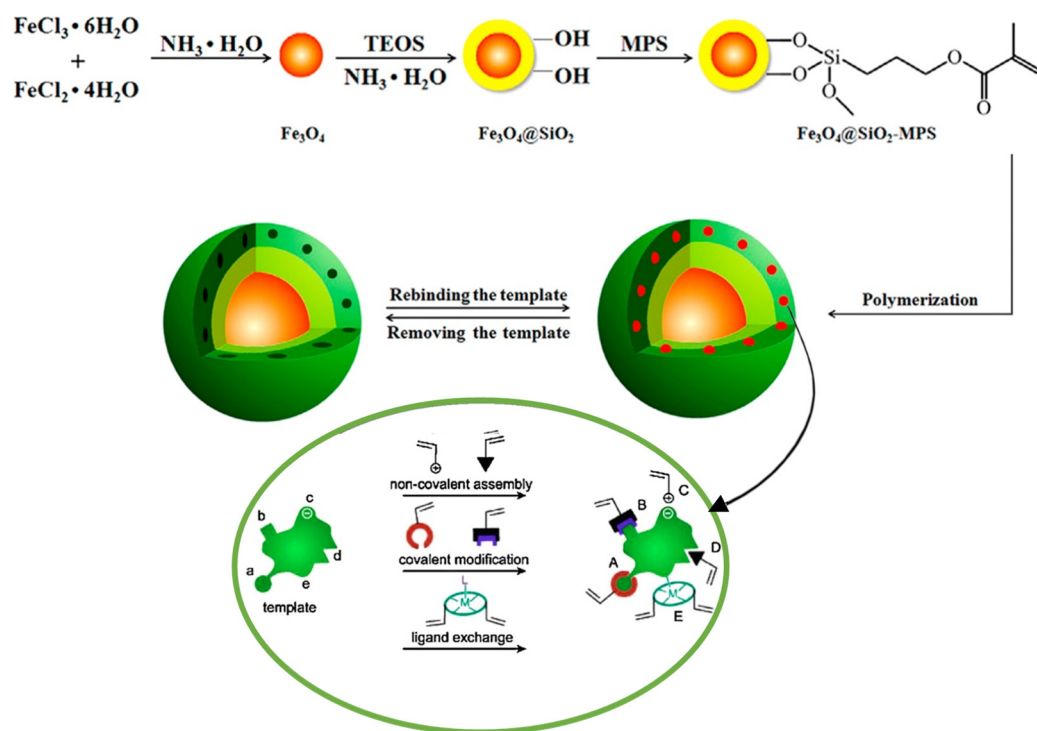 FeCl₃• 6H₂O
+
FeCl₂• 4H₂O
NH₃• H₂O
Fe₃O₄
TEOS
NH₃• H₂O
OH
OH
Fe₃O₄@SiO₂
MPS
O
Si
O
O
O
O
Fe₃O₄@SiO₂-MPS
Polymerization
Rebinding the template
Removing the template
non-covalent assembly
covalent modification
L
M
ligand exchange
c
b
d
a
e
template
C
B
D
A
M
E